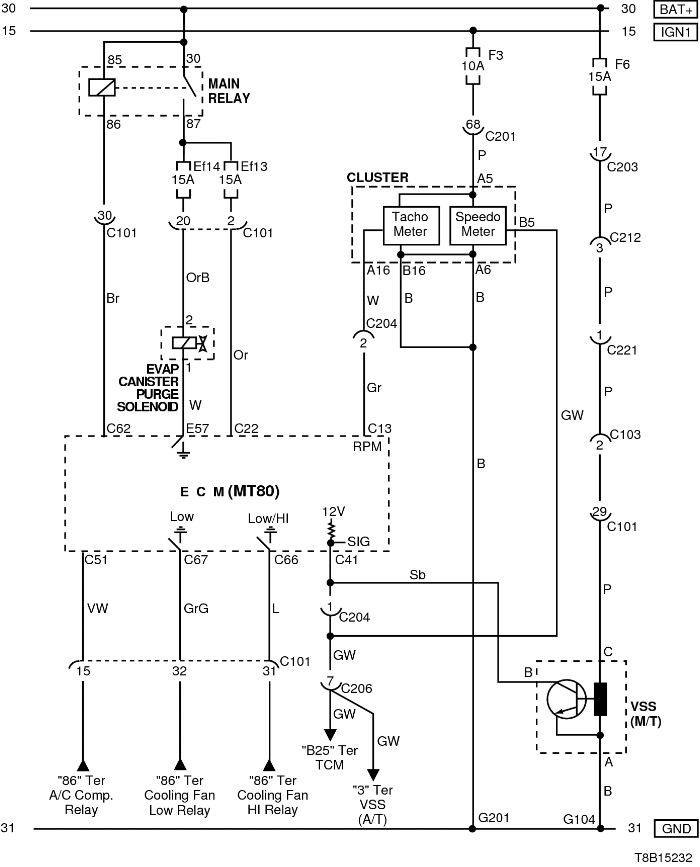 30
30 BAT+
15
15 IGN1
85
30
MAIN
RELAY
86
87
F3
10A
F6
15A
Ef14
15A
Ef13
15A
68
C201
P
17
C203
P
CLUSTER
A5
Tacho
Meter
Speedo
Meter
B5
30
C101
20
2
C101
3
C212
P
A16
B16
A6
W
B
B
Br
OrB
C204
2
2
Or
1
C221
EVAP
CANISTER
PURGE
SOLENOID
1
W
Gr
P
GW
C62
E57
C22
C13
RPM
C103
2
B
E C M (MT80)
Low
Low/HI
12V
SIG
29
C101
C51
C67
C66
C41
Sb
VW
GrG
L
1
C204
P
GW
C
15
32
31
C101
7
C206
GW
GW
B
VSS
(M/T)
A
B
"86" Ter
A/C Comp.
Relay
"86" Ter
Cooling Fan
Low Relay
"86" Ter
Cooling Fan
HI Relay
"B25" Ter
TCM
"3" Ter
VSS
(A/T)
G201
G104
31
31 GND
T8B15232